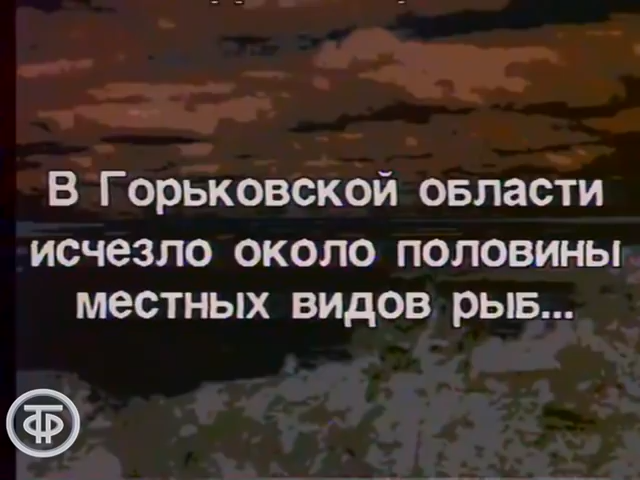 В Горьковской области
исчезло около половины
местных видов рыб...